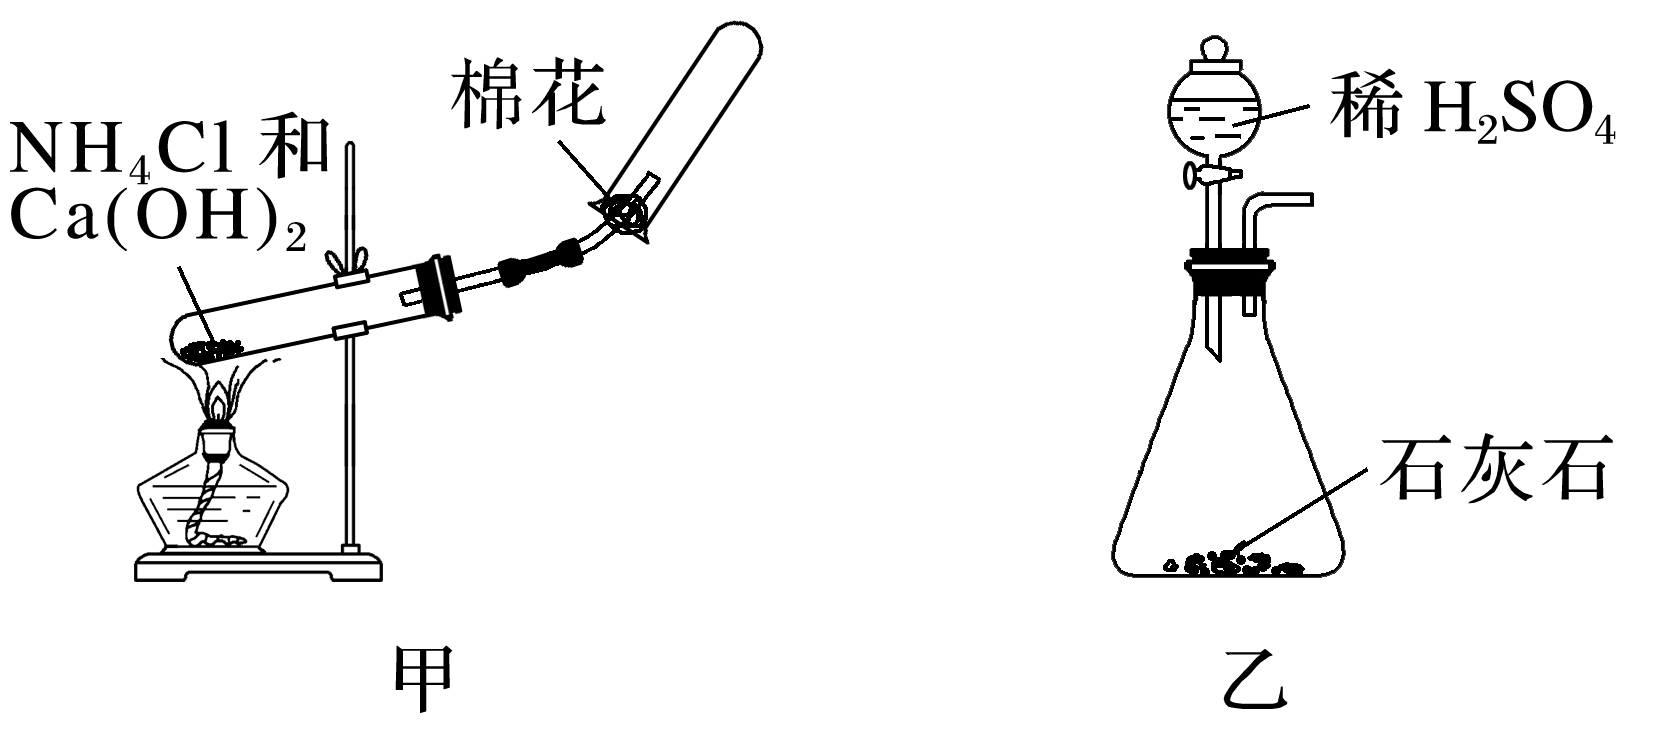 棉花
NH₄Cl 和
Ca(OH)₂
甲
稀 H₂SO₄
石灰石
乙